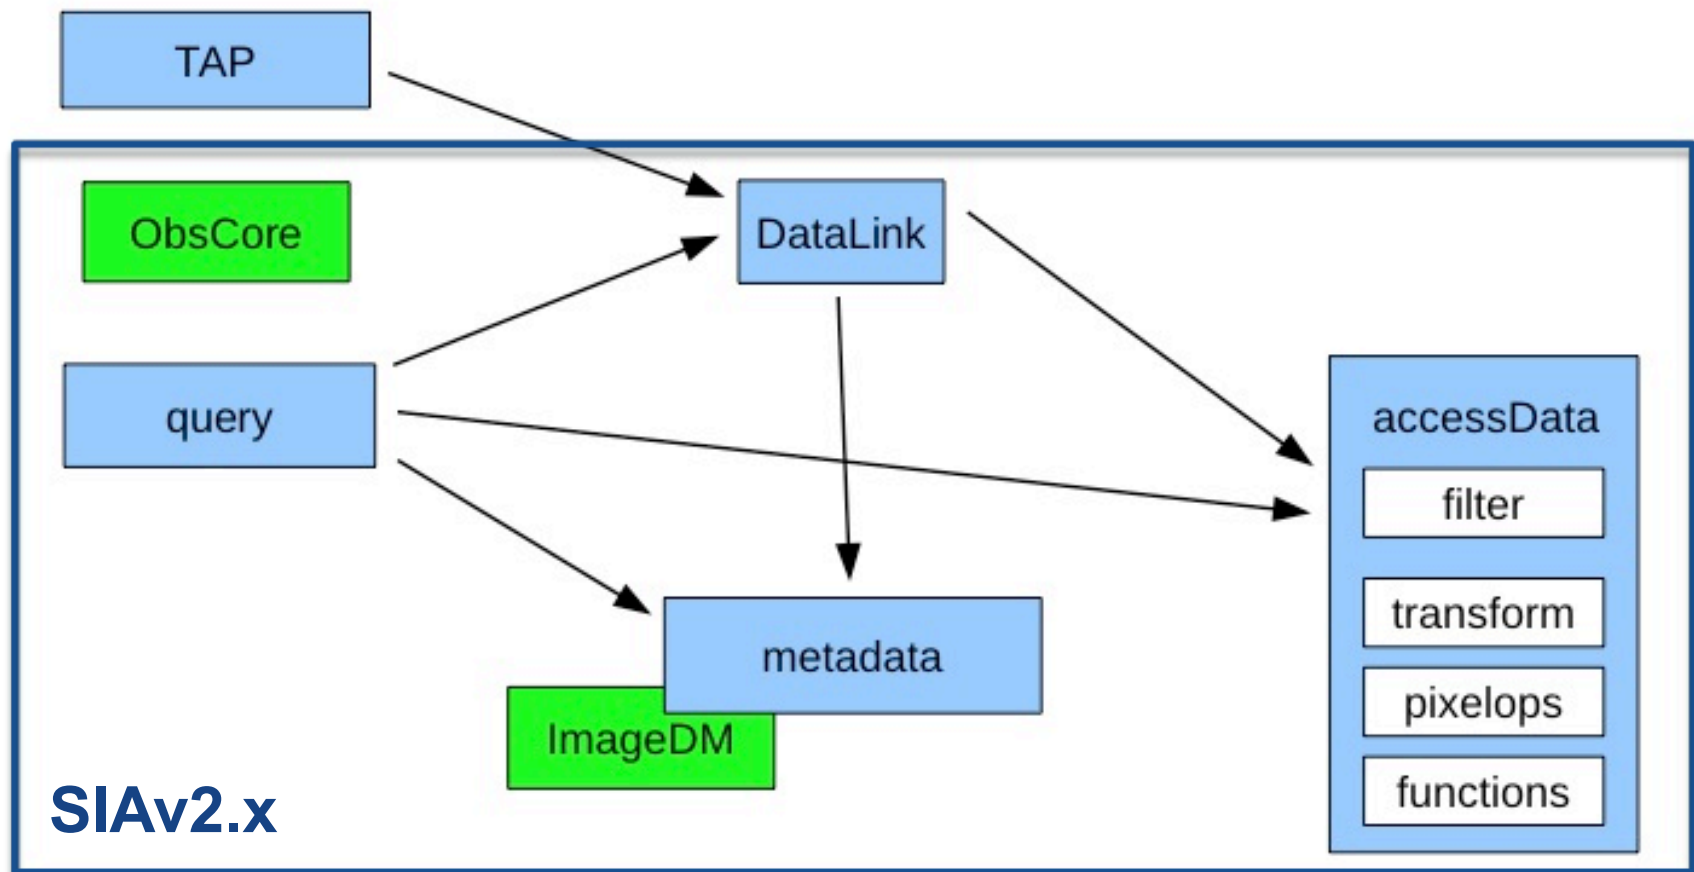 TAP
ObsCore
DataLink
query
accessData
filter
transform
pixelops
functions
metadata
ImageDM
SIAv2.x